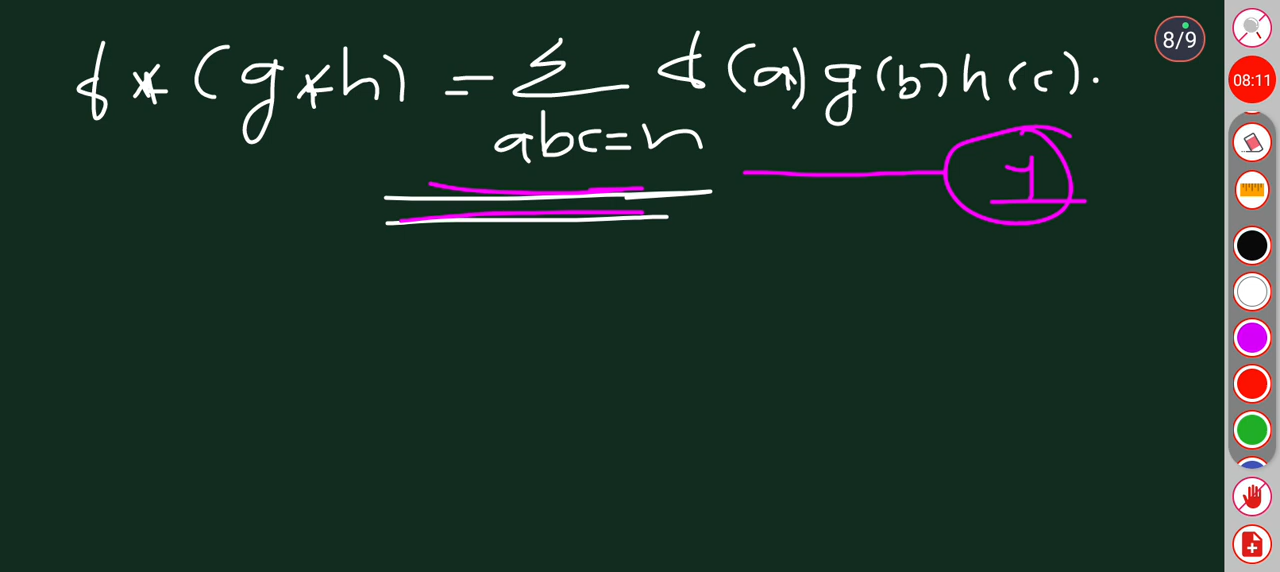 8/9
08:11
f * (g * h) = Σ f(a) g(b) h(c).
abc = n
1